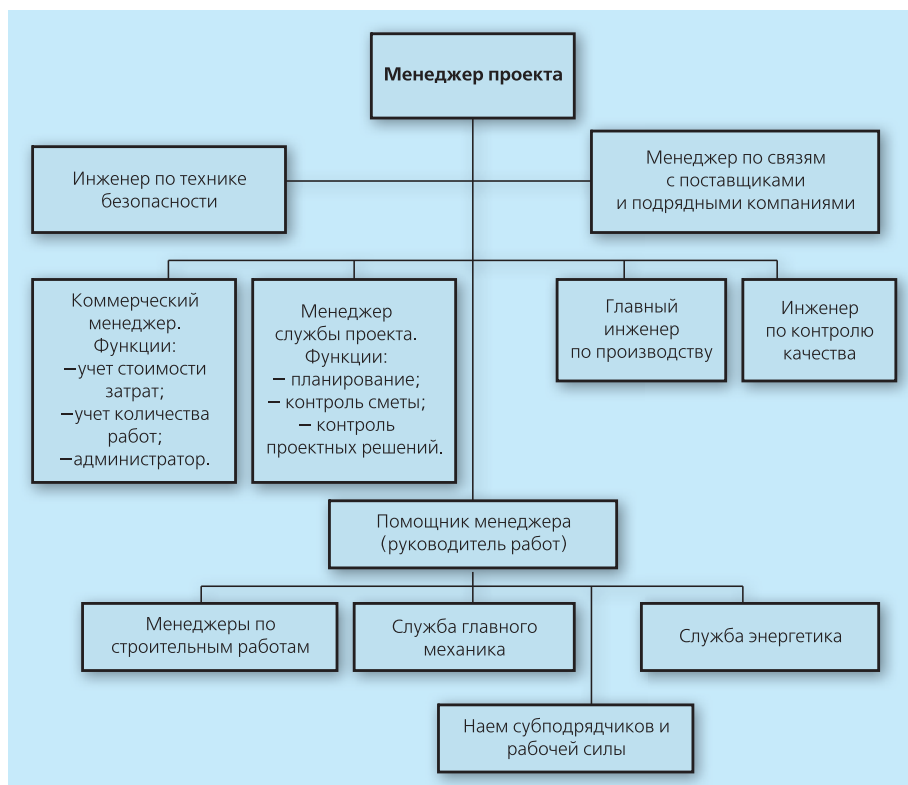 Менеджер проекта
Инженер по технике
безопасности
Менеджер по связям
с поставщиками
и подрядными компаниями
Коммерческий
менеджер.
Функции:
—учет стоимости
затрат;
—учет количества
работ;
—администратор.
Менеджер
службы проекта.
Функции:
— планирование;
— контроль сметы;
— контроль
проектных решений.
Главный
инженер
по производству
Инженер
по контролю
качества
Помощник менеджера
(руководитель работ)
Менеджеры по
строительным работам
Служба главного
механика
Служба энергетика
Наем субподрядчиков и
рабочей силы